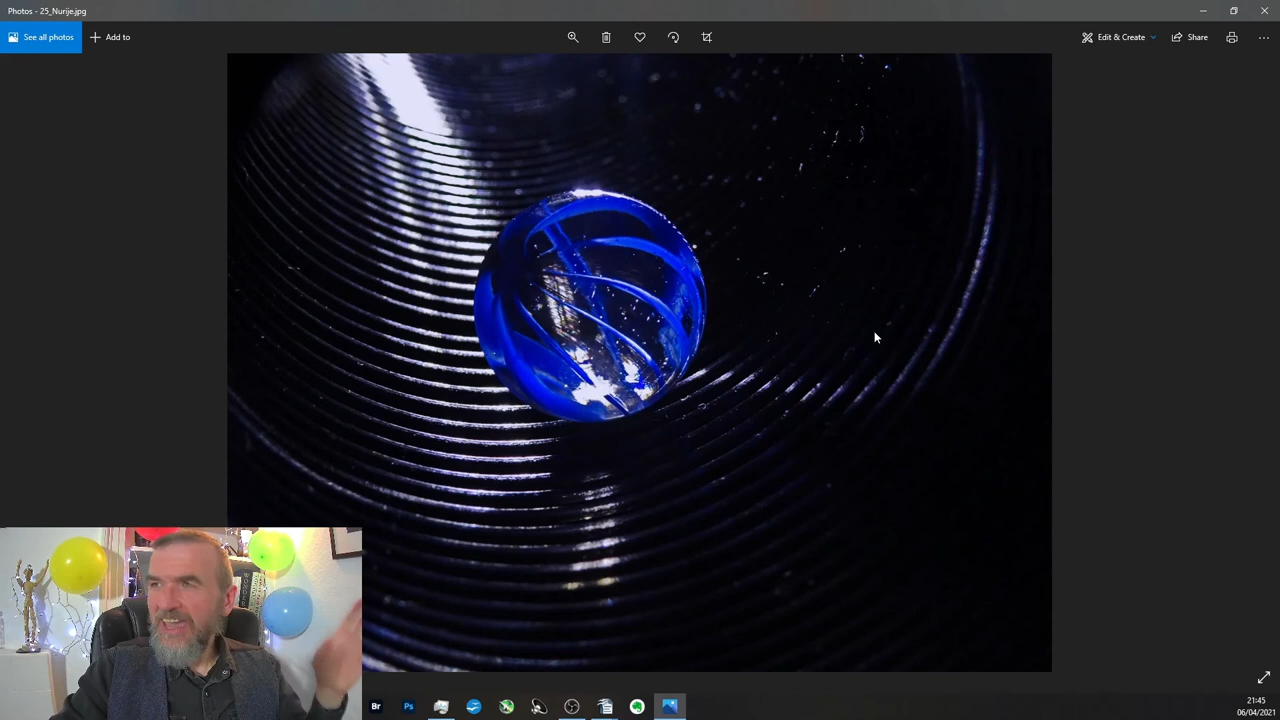 Photos - 25_Nurije.jpg
See all photos
Add to
Edit & Create
Share
Br
Ps
21:45
06/04/2021